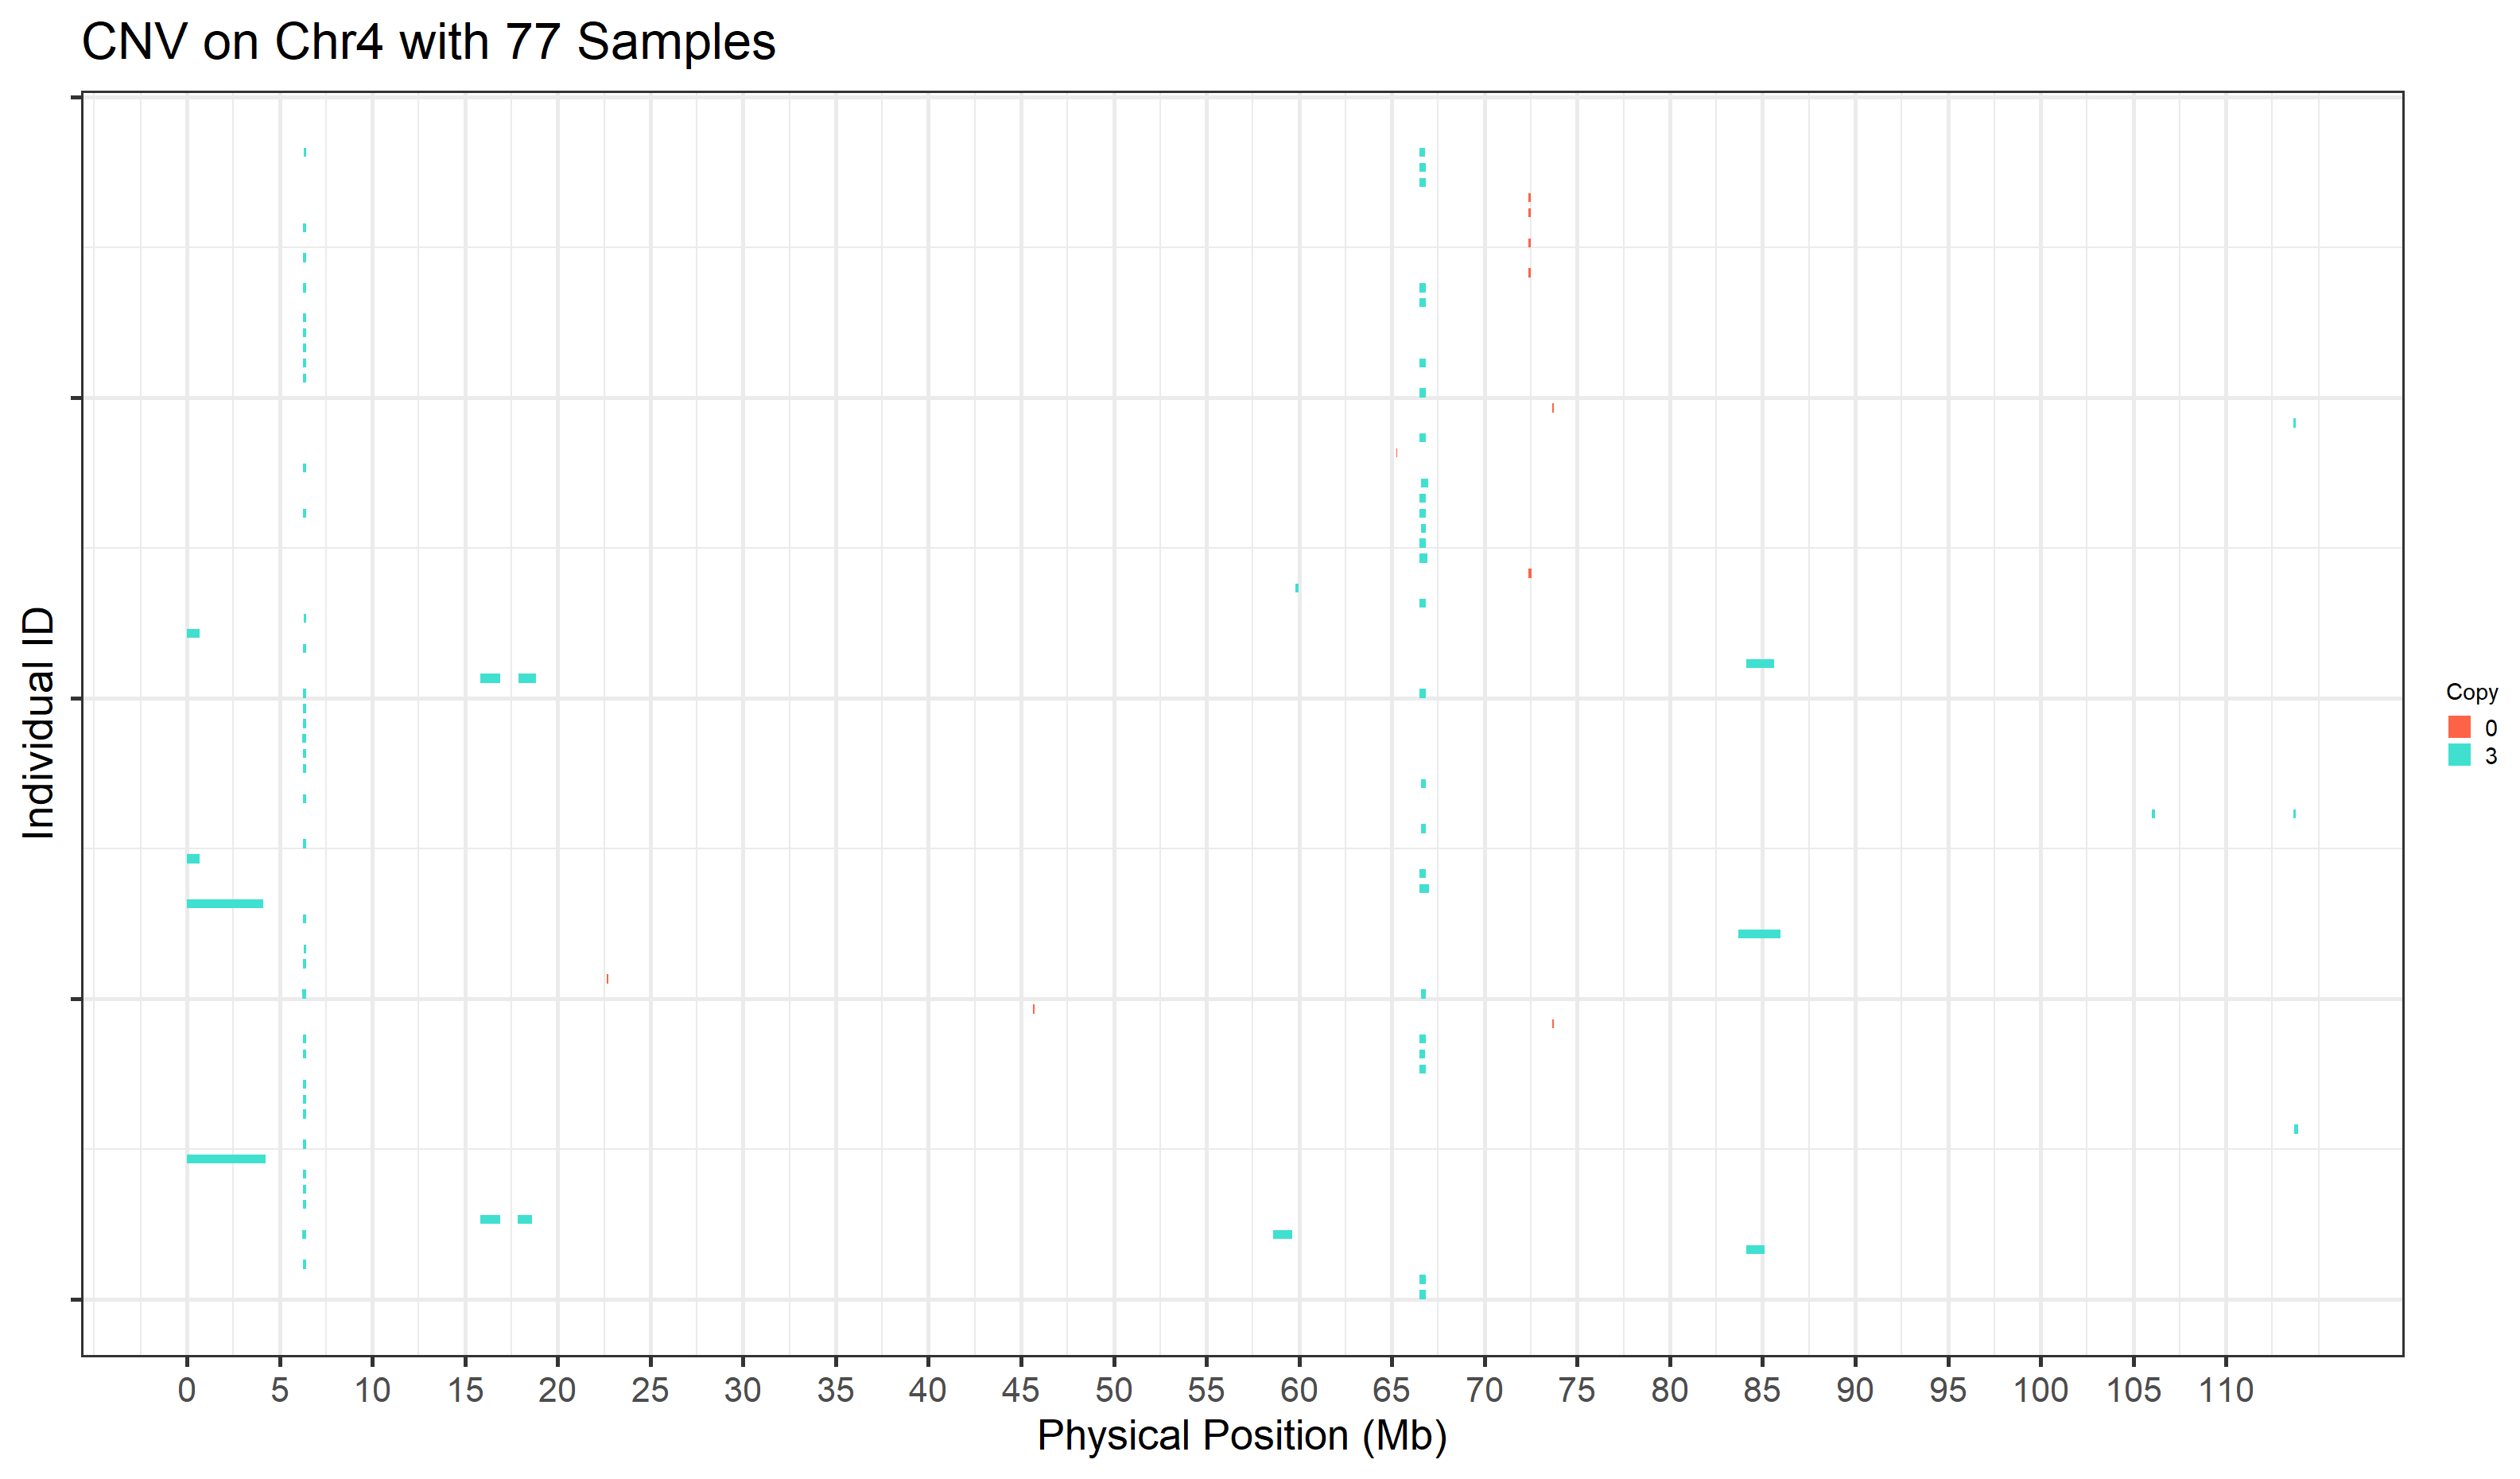 CNV on Chr4 with 77 Samples
Individual ID
Copy
0
3
0 5 10 15 20 25 30 35 40 45 50 55 60 65 70 75 80 85 90 95 100 105 110
Physical Position (Mb)